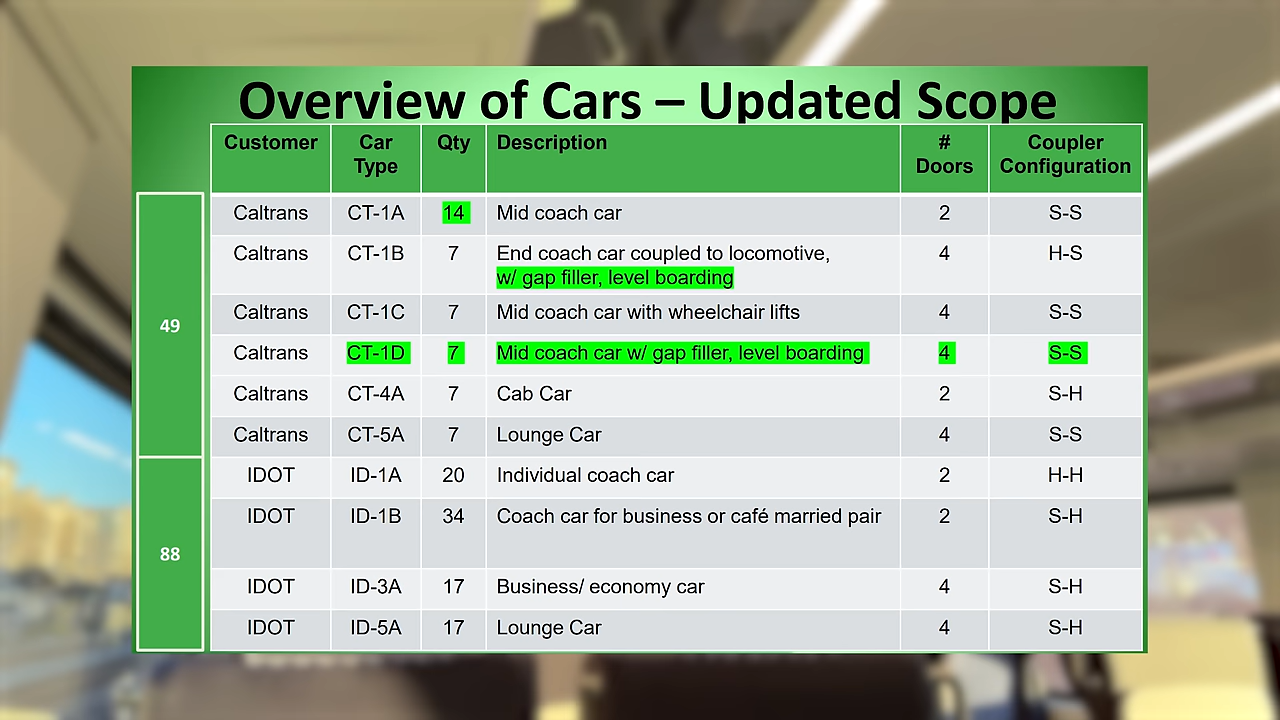 Overview of Cars – Updated Scope
Customer Car Type Qty Description # Doors Coupler Configuration
49
Caltrans CT-1A 14 Mid coach car 2 S-S
Caltrans CT-1B 7 End coach car coupled to locomotive, 4 H-S
w/ gap filler, level boarding
Caltrans CT-1C 7 Mid coach car with wheelchair lifts 4 S-S
Caltrans CT-1D 7 Mid coach car w/ gap filler, level boarding 4 S-S
Caltrans CT-4A 7 Cab Car 2 S-H
Caltrans CT-5A 7 Lounge Car 4 S-S
88
IDOT ID-1A 20 Individual coach car 2 H-H
IDOT ID-1B 34 Coach car for business or café married pair 2 S-H
IDOT ID-3A 17 Business/ economy car 4 S-H
IDOT ID-5A 17 Lounge Car 4 S-H